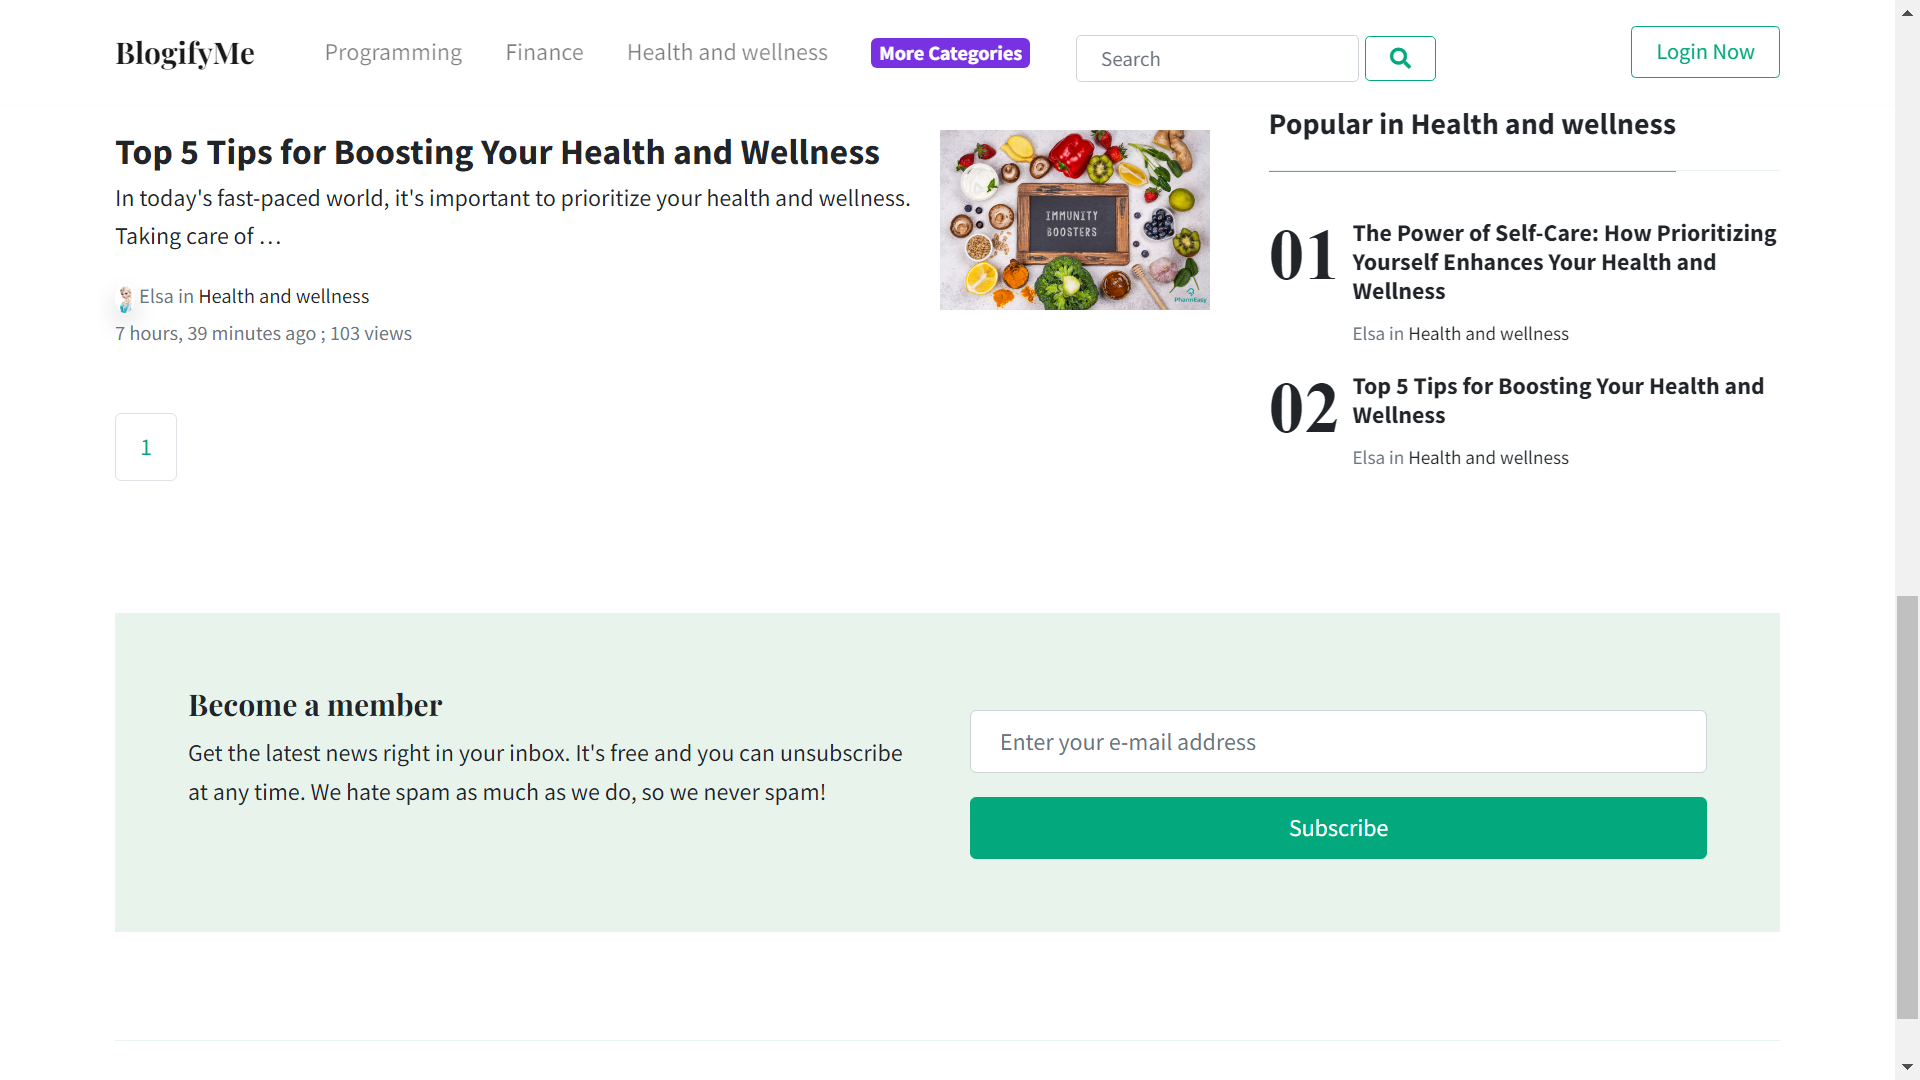 BlogifyMe
Programming
Finance
Health and wellness
More Categories
Search
Login Now
Top 5 Tips for Boosting Your Health and Wellness
In today's fast-paced world, it's important to prioritize your health and wellness.
Taking care of …
Elsa in Health and wellness
7 hours, 39 minutes ago ; 103 views
IMMUNITY
BOOSTERS
PharmEasy
1
Popular in Health and wellness
01
The Power of Self-Care: How Prioritizing
Yourself Enhances Your Health and
Wellness
Elsa in Health and wellness
02
Top 5 Tips for Boosting Your Health and
Wellness
Elsa in Health and wellness
Become a member
Get the latest news right in your inbox. It's free and you can unsubscribe
at any time. We hate spam as much as we do, so we never spam!
Enter your e-mail address
Subscribe